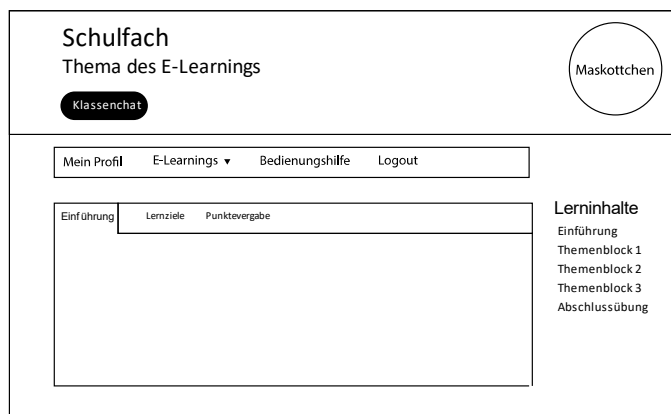 Schulfach
Thema des E-Learnings
Klassenchat
Maskottchen
Mein Profil E-Learnings ▼ Bedienungshilfe Logout
Einführung Lernziele Punktevergabe
Lerninhalte
Einführung
Themenblock 1
Themenblock 2
Themenblock 3
Abschlussübung